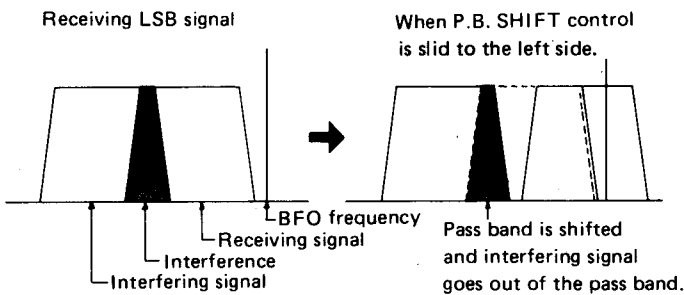 Receiving LSB signal
When P.B. SHIFT control
is slid to the left side.
BFO frequency
Receiving signal
Interference
Interfering signal
Pass band is shifted
and interfering signal
goes out of the pass band.